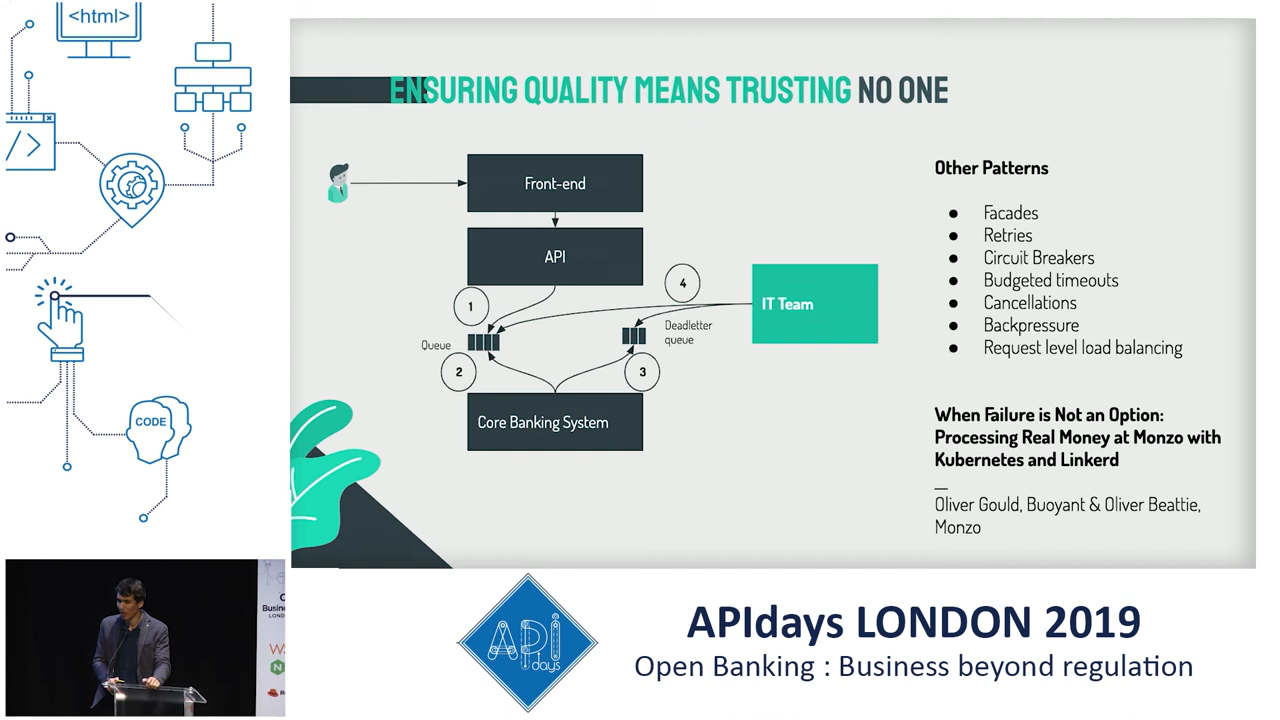 <html>
ENSURING QUALITY MEANS TRUSTING NO ONE
Front-end
API
1
4
IT Team
Queue
Deadletter
queue
2
3
Core Banking System
Other Patterns
● Facades
● Retries
● Circuit Breakers
● Budgeted timeouts
● Cancellations
● Backpressure
● Request level load balancing
When Failure is Not an Option:
Processing Real Money at Monzo with
Kubernetes and Linkerd
—
Oliver Gould, Buoyant & Oliver Beattie,
Monzo
</>
CODE
API
days
APIdays LONDON 2019
Open Banking : Business beyond regulation